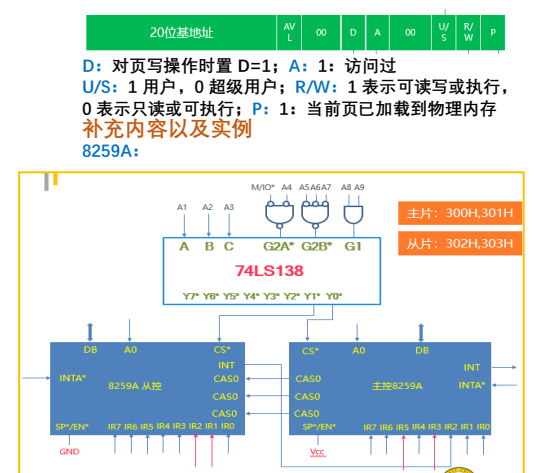 20位基地址 AVL 00 D A 00 U/S R/W P
D：对页写操作时置 D=1；A：1：访问过
U/S：1 用户，0 超级用户；R/W：1 表示可读写或执行，
0 表示只读或可执行；P：1：当前页已加载到物理内存
补充内容以及实例
8259A：
M/IO* A4 A5A6A7 A8 A9
A1 A2 A3
主片：300H,301H
A B C G2A* G2B* G1
从片：302H,303H
74LS138
Y7* Y6* Y5* Y4* Y3* Y2* Y1* Y0*
DB A0 CS* CS* A0 DB
INT INT
INTA* 8259A 从控 CAS0 CAS0 主控8259A INTA*
CAS0 CAS0
CAS0 CAS0
SP*/EN* IR7 IR6 IR5 IR4 IR3 IR2 IR1 IR0 SP*/EN* IR7 IR6 IR5 IR4 IR3 IR2 IR1 IR0
GND Vcc